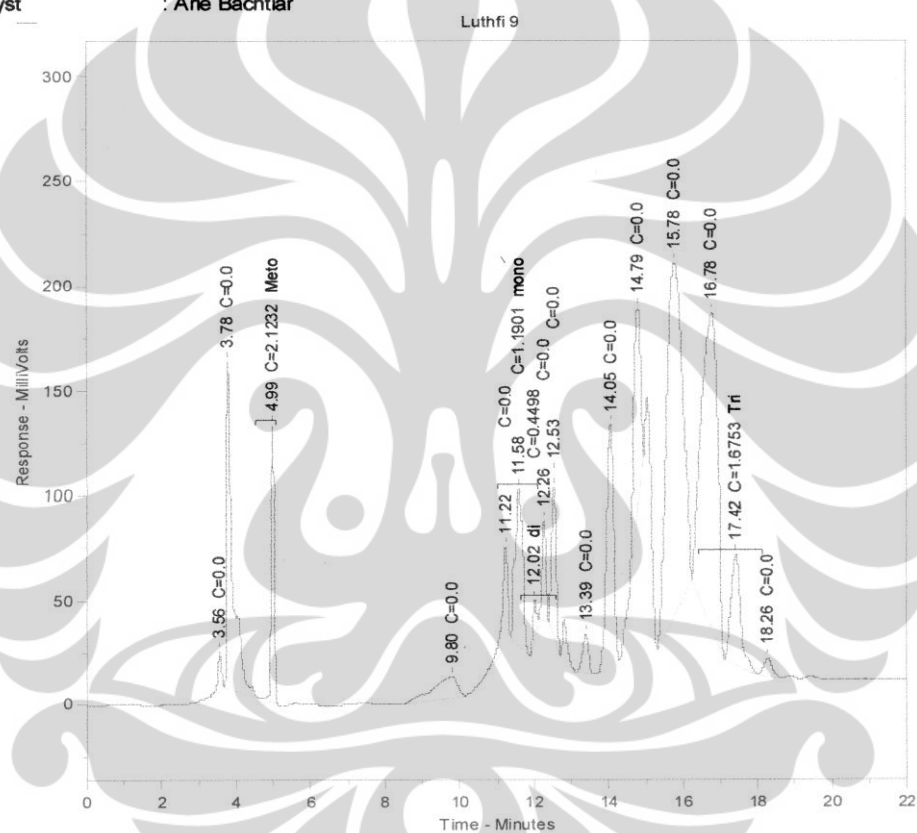 yst : Arie Bachtiar
Luthfi 9
Response - MilliVolts
300
250
200
150
100
50
0
3.56 C=0.0
3.78 C=0.0
4.99 C=2.1232 Meto
9.80 C=0.0
11.22 C=0.0
11.58 C=1.1901 mono
12.02 di C=0.4498
12.26 C=0.0
12.53 C=0.0
13.39 C=0.0
14.05 C=0.0
14.79 C=0.0
15.78 C=0.0
16.78 C=0.0
17.42 C=1.6753 Tri
18.26 C=0.0
0 2 4 6 8 10 12 14 16 18 20 22
Time - Minutes